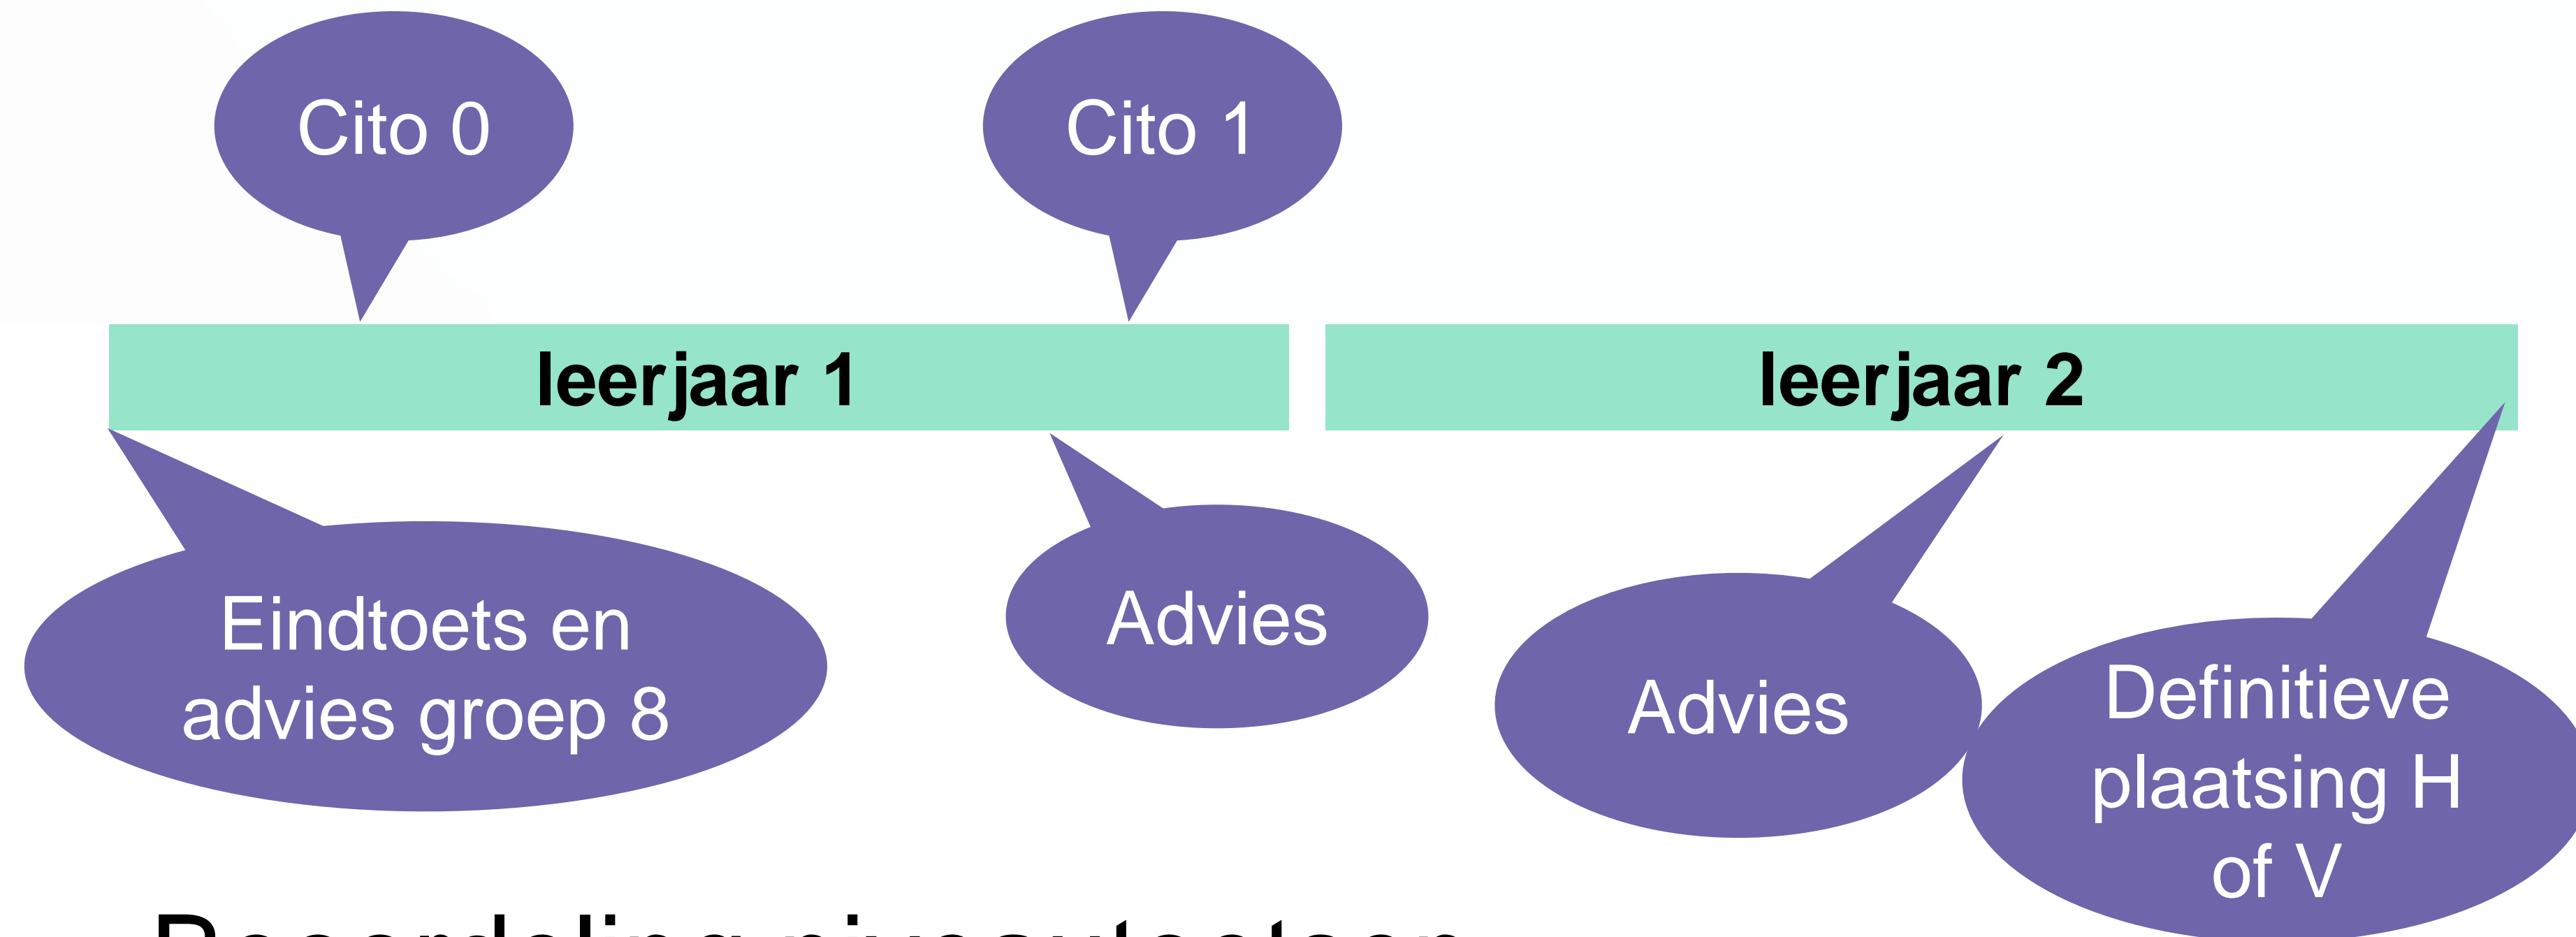 Cito 0
Cito 1
leerjaar 1
leerjaar 2
Eindtoets en
advies groep 8
Advies
Advies
Definitieve
plaatsing H
of V